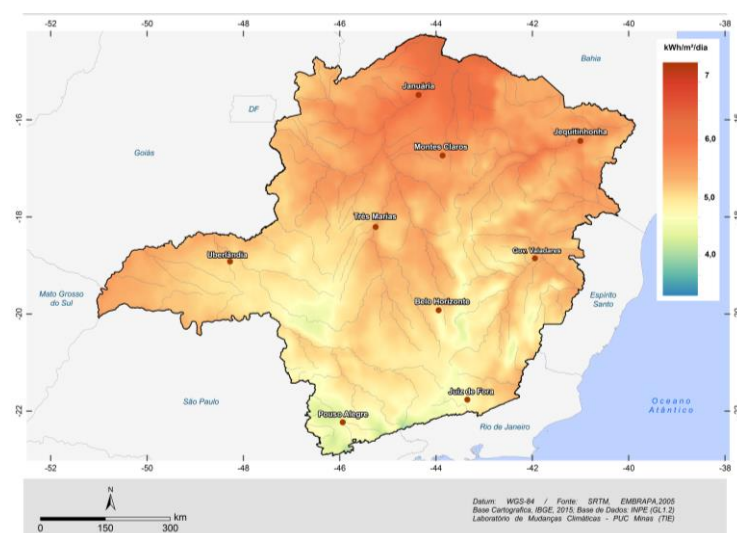 -52
-50
-48
-46
-44
-42
-40
-38
kWh/m²/dia
7
6,0
5,0
4,0
Bahia
Januária
-16
DF
Jequitinhonha
Montes Claros
Goiás
-18
Três Marias
Uberlândia
Gov. Valadares
Mato Grosso
do Sul
Belo Horizonte
Espírito
Santo
-20
Juiz de Fora
São Paulo
Oceano
Atlântico
Pouso Alegre
-22
Rio de Janeiro
-52
-50
-48
-46
-44
-42
-40
-38
N
km
0
150
300
Datum: WGS-84 / Fonte: SRTM, EMBRAPA,2005
Base Cartografica, IBGE, 2015; Base de Dados: INPE (GL1.2)
Laboratório de Mudanças Climáticas - PUC Minas (TIE)